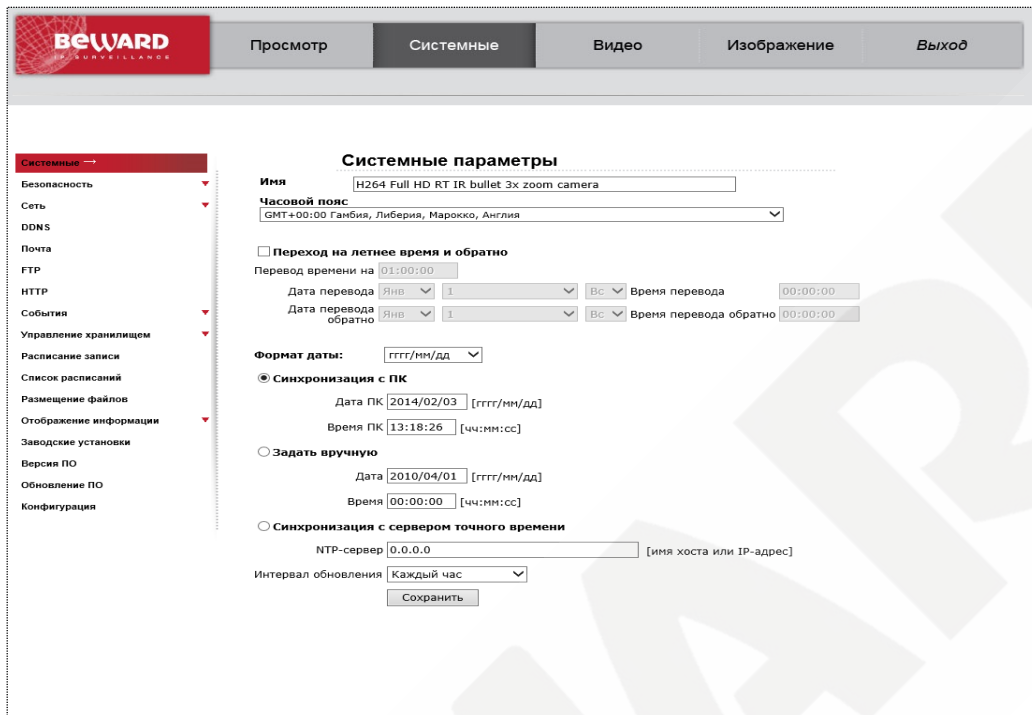 BEWARD
IP SURVEILLANCE
Просмотр
Системные
Видео
Изображение
Выход
Системные →
Безопасность
Сеть
DDNS
Почта
FTP
HTTP
События
Управление хранилищем
Расписание записи
Список расписаний
Размещение файлов
Отображение информации
Заводские установки
Версия ПО
Обновление ПО
Конфигурация
Системные параметры
Имя H264 Full HD RT IR bullet 3x zoom camera
Часовой пояс
GMT+00:00 Гамбия, Либерия, Марокко, Англия
Переход на летнее время и обратно
Перевод времени на 01:00:00
Дата перевода Янв 1 Вс Время перевода 00:00:00
Дата перевода
обратно Янв 1 Вс Время перевода обратно 00:00:00
Формат даты: гггг/мм/дд
Синхронизация с ПК
Дата ПК 2014/02/03 [гггг/мм/дд]
Время ПК 13:18:26 [чч:мм:сс]
Задать вручную
Дата 2010/04/01 [гггг/мм/дд]
Время 00:00:00 [чч:мм:сс]
Синхронизация с сервером точного времени
NTP-сервер 0.0.0.0 [имя хоста или IP-адрес]
Интервал обновления Каждый час
Сохранить